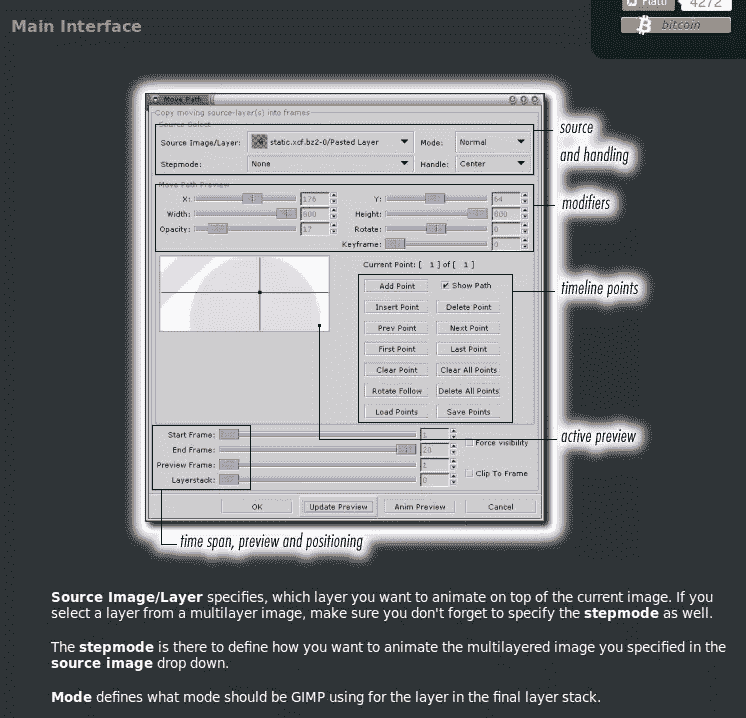 Flattr 4272
Main Interface
bitcoin
Move Path
Copy moving source-layer(s) into frames
Source Select
Source Image/Layer: static.xcf.bz2-0/Pasted Layer Mode: Normal
Stepmode: None Handle: Center
source
and handling
Move Path Preview
X: 176 Y: 64
Width: 600 Height: 600
Opacity: 17 Rotate: 0
Keyframe: 0
modifiers
Current Point: [ 1 ] of [ 1 ]
Add Point Show Path
Insert Point Delete Point
Prev Point Next Point
First Point Last Point
Clear Point Clear All Points
Rotate Follow Delete All Points
Load Points Save Points
timeline points
Start Frame: 1
End Frame: 20
Preview Frame: 1
Layerstack: 0
Force visibility
Clip To Frame
active preview
OK Update Preview Anim Preview Cancel
time span, preview and positioning
Source Image/Layer specifies, which layer you want to animate on top of the current image. If you
select a layer from a multilayer image, make sure you don't forget to specify the stepmode as well.
The stepmode is there to define how you want to animate the multilayered image you specified in the
source image drop down.
Mode defines what mode should be GIMP using for the layer in the final layer stack.